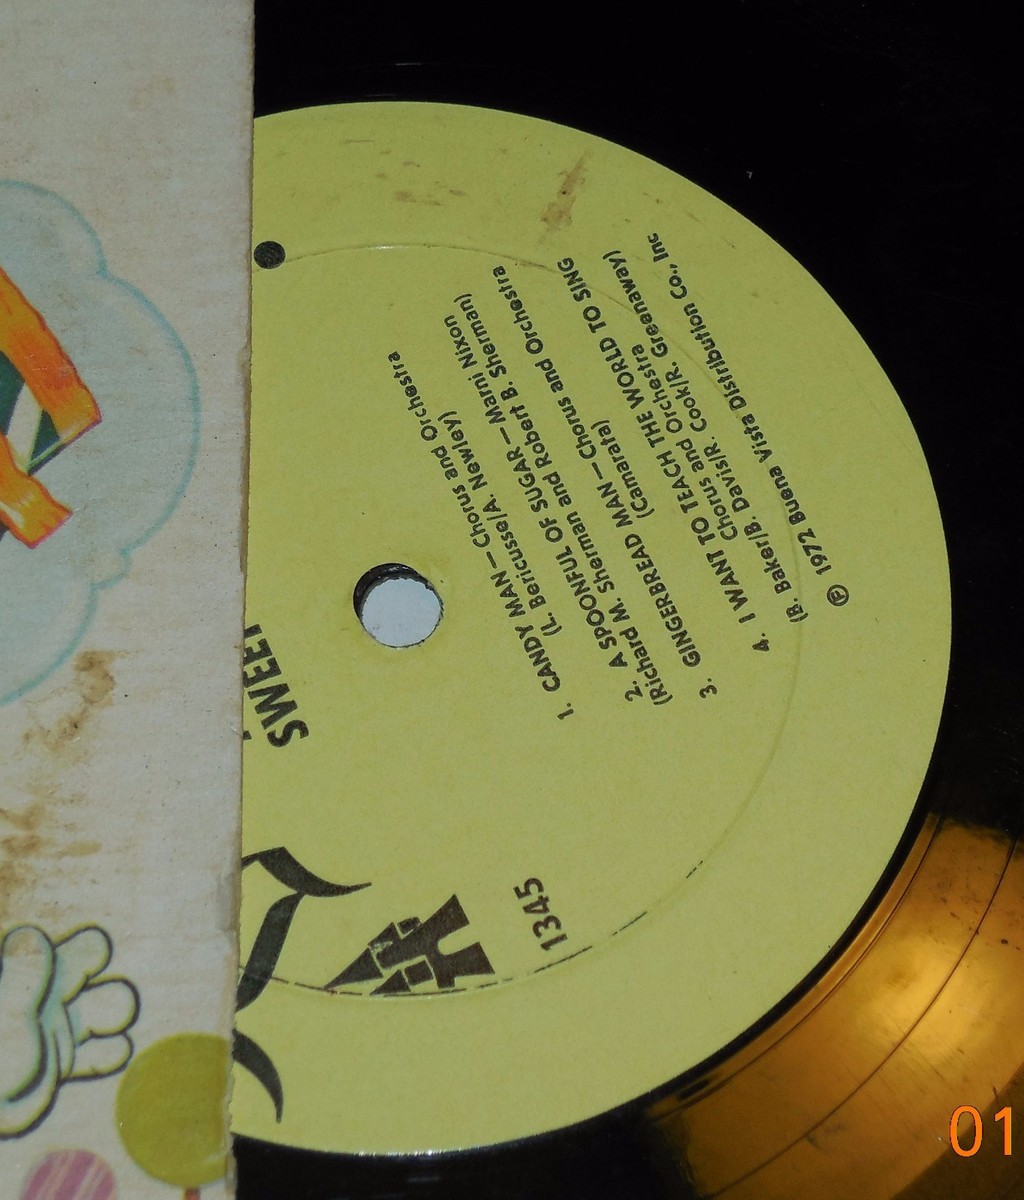 SWEET
1345
1. CANDY MAN—Chorus and Orchestra
(L. Bericusse/A. Newley)
2. A SPOONFUL OF SUGAR—Marni Nixon
(Richard M. Sherman and Robert B. Sherman)
3. GINGERBREAD MAN—Chorus and Orchestra
(Camarata)
4. I WANT TO TEACH THE WORLD TO SING
Chorus and Orchestra
(B. Baker/B. Davis/R. Cook/R. Greenaway)
Ⓟ 1972 Buena Vista Distribution Co., Inc
01